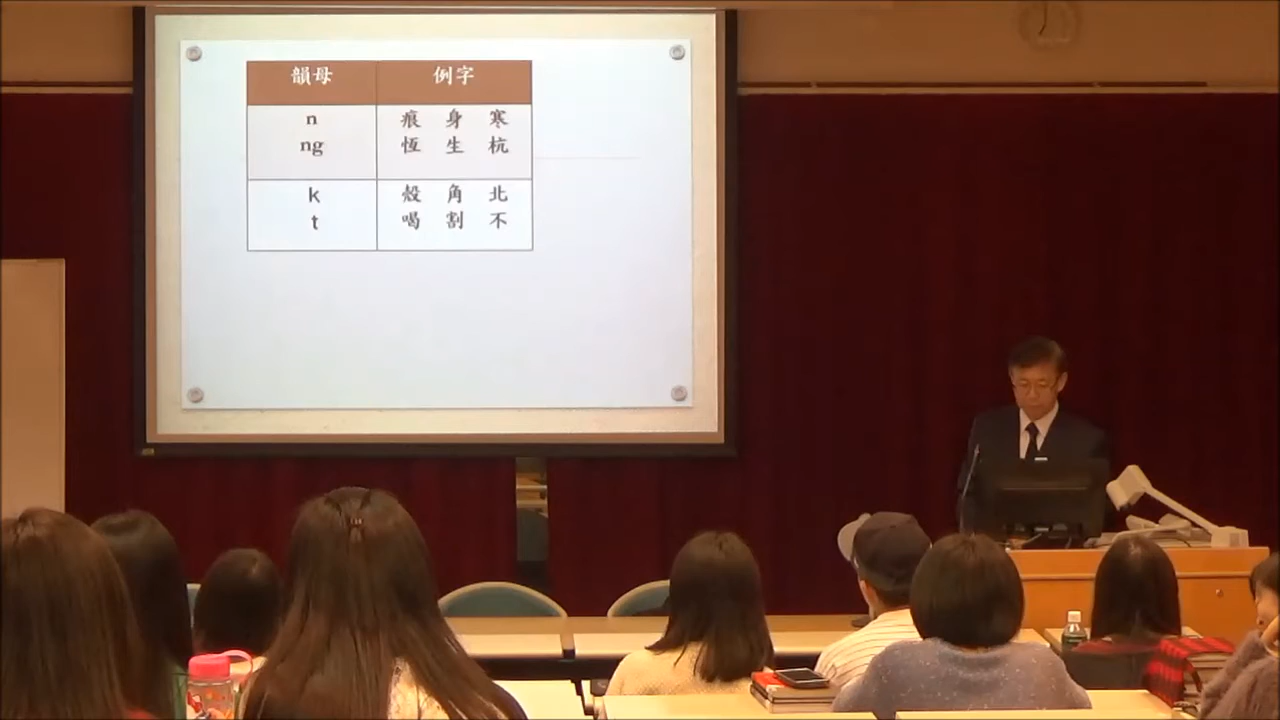 韻母 例字
n 痕 身 寒
ng 恆 生 杭
k 殼 角 北
t 喝 割 不